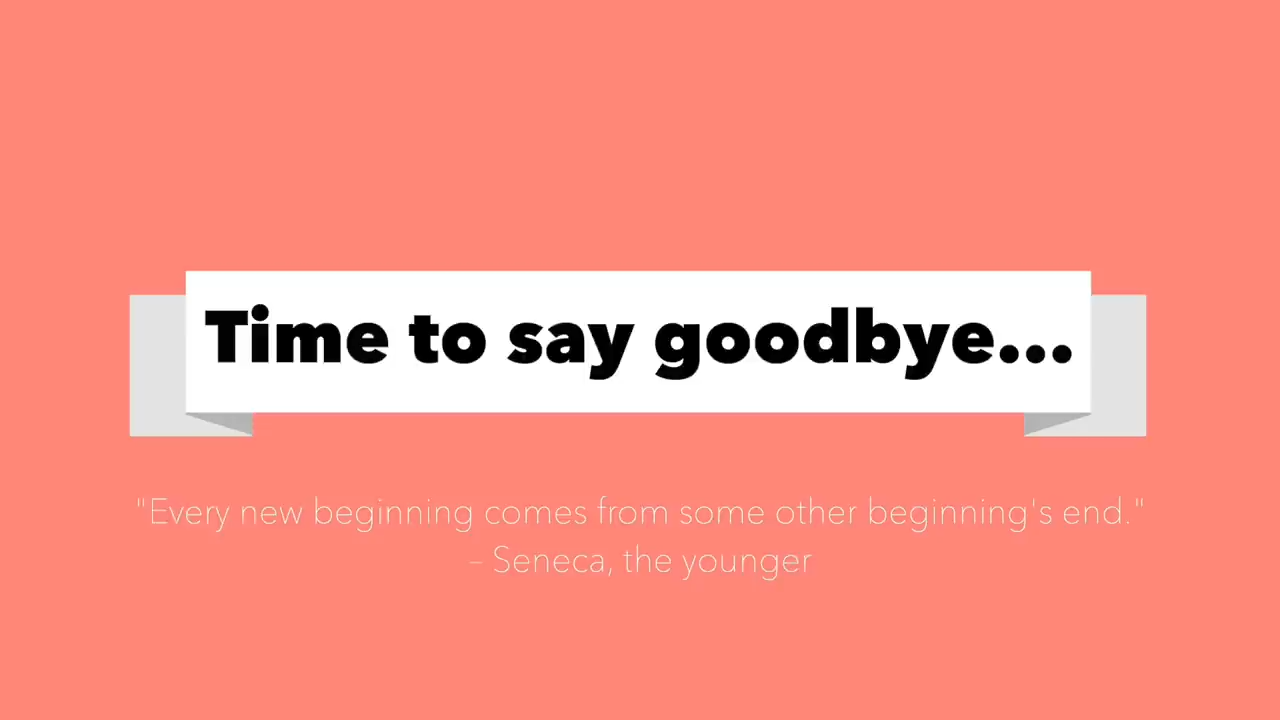 Time to say goodbye...
"Every new beginning comes from some other beginning's end."
– Seneca, the younger